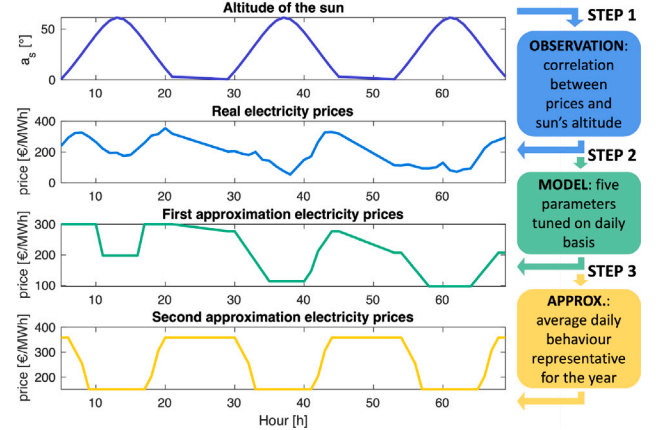 Altitude of the sun
a_s [°]
50
0
10
20
30
40
50
60
Real electricity prices
price [€/MWh]
400
200
0
10
20
30
40
50
60
First approximation electricity prices
price [€/MWh]
300
200
100
10
20
30
40
50
60
Second approximation electricity prices
price [€/MWh]
400
300
200
10
20
30
40
50
60
Hour [h]
STEP 1
OBSERVATION:
correlation
between
prices and
sun's altitude
STEP 2
MODEL: five
parameters
tuned on daily
basis
STEP 3
APPROX.:
average daily
behaviour
representative
for the year